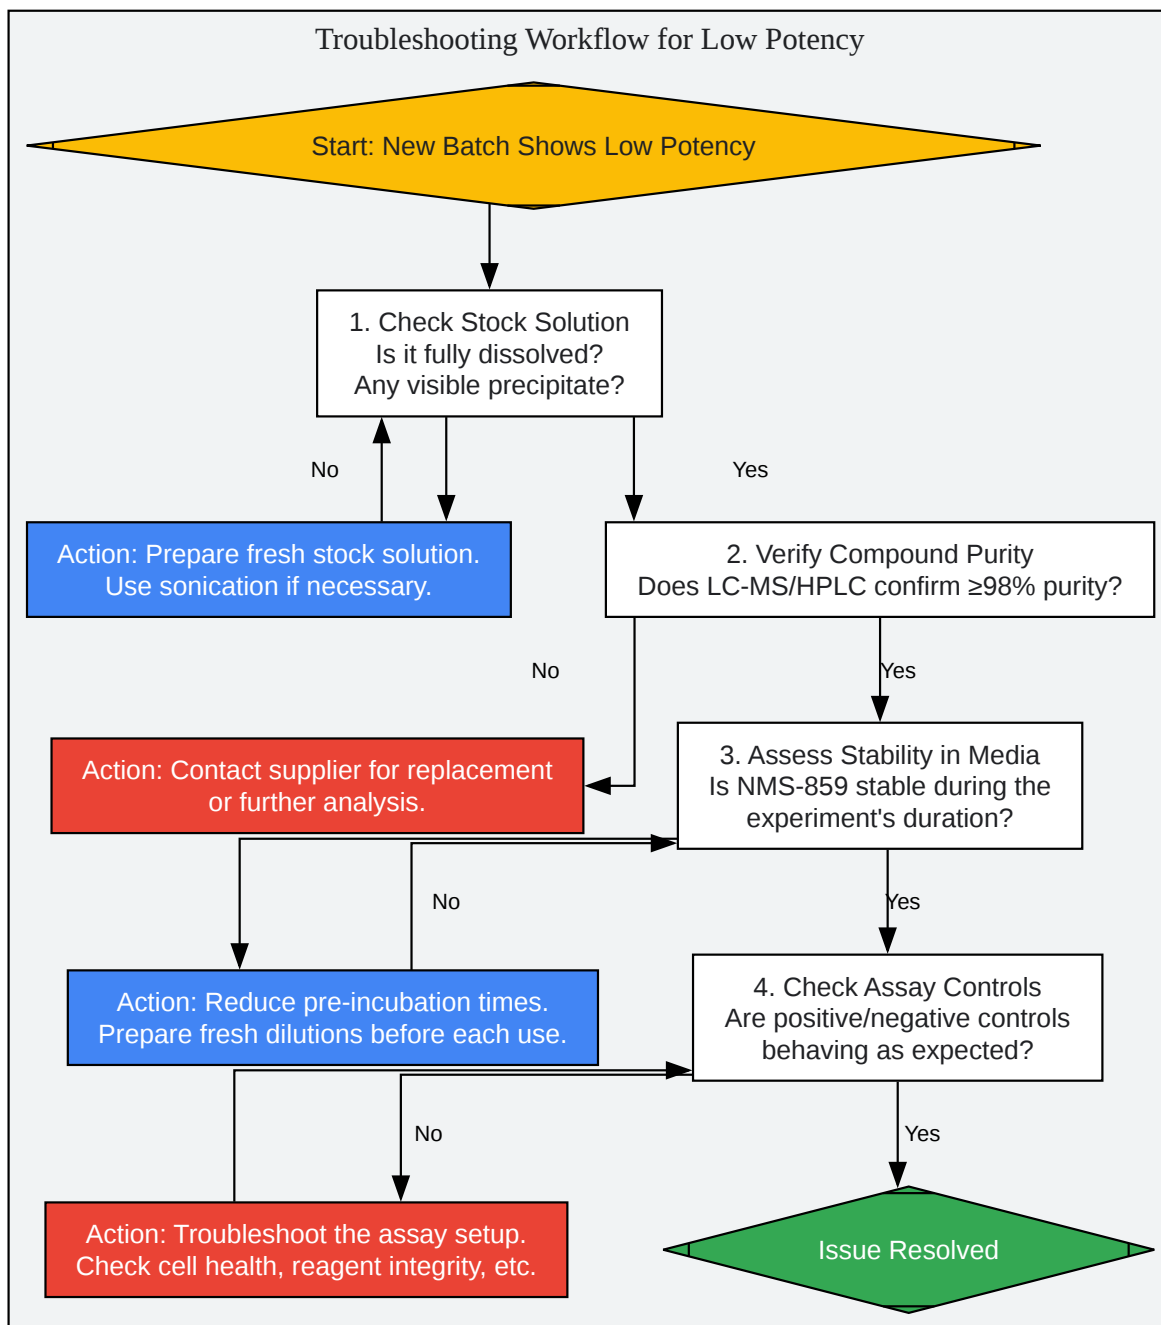 Troubleshooting Workflow for Low Potency
Start: New Batch Shows Low Potency
1. Check Stock Solution
Is it fully dissolved?
Any visible precipitate?
No
Yes
Action: Prepare fresh stock solution.
Use sonication if necessary.
2. Verify Compound Purity
Does LC-MS/HPLC confirm ≥98% purity?
No
Yes
Action: Contact supplier for replacement
or further analysis.
3. Assess Stability in Media
Is NMS-859 stable during the
experiment's duration?
No
Yes
Action: Reduce pre-incubation times.
Prepare fresh dilutions before each use.
4. Check Assay Controls
Are positive/negative controls
behaving as expected?
No
Yes
Action: Troubleshoot the assay setup.
Check cell health, reagent integrity, etc.
Issue Resolved